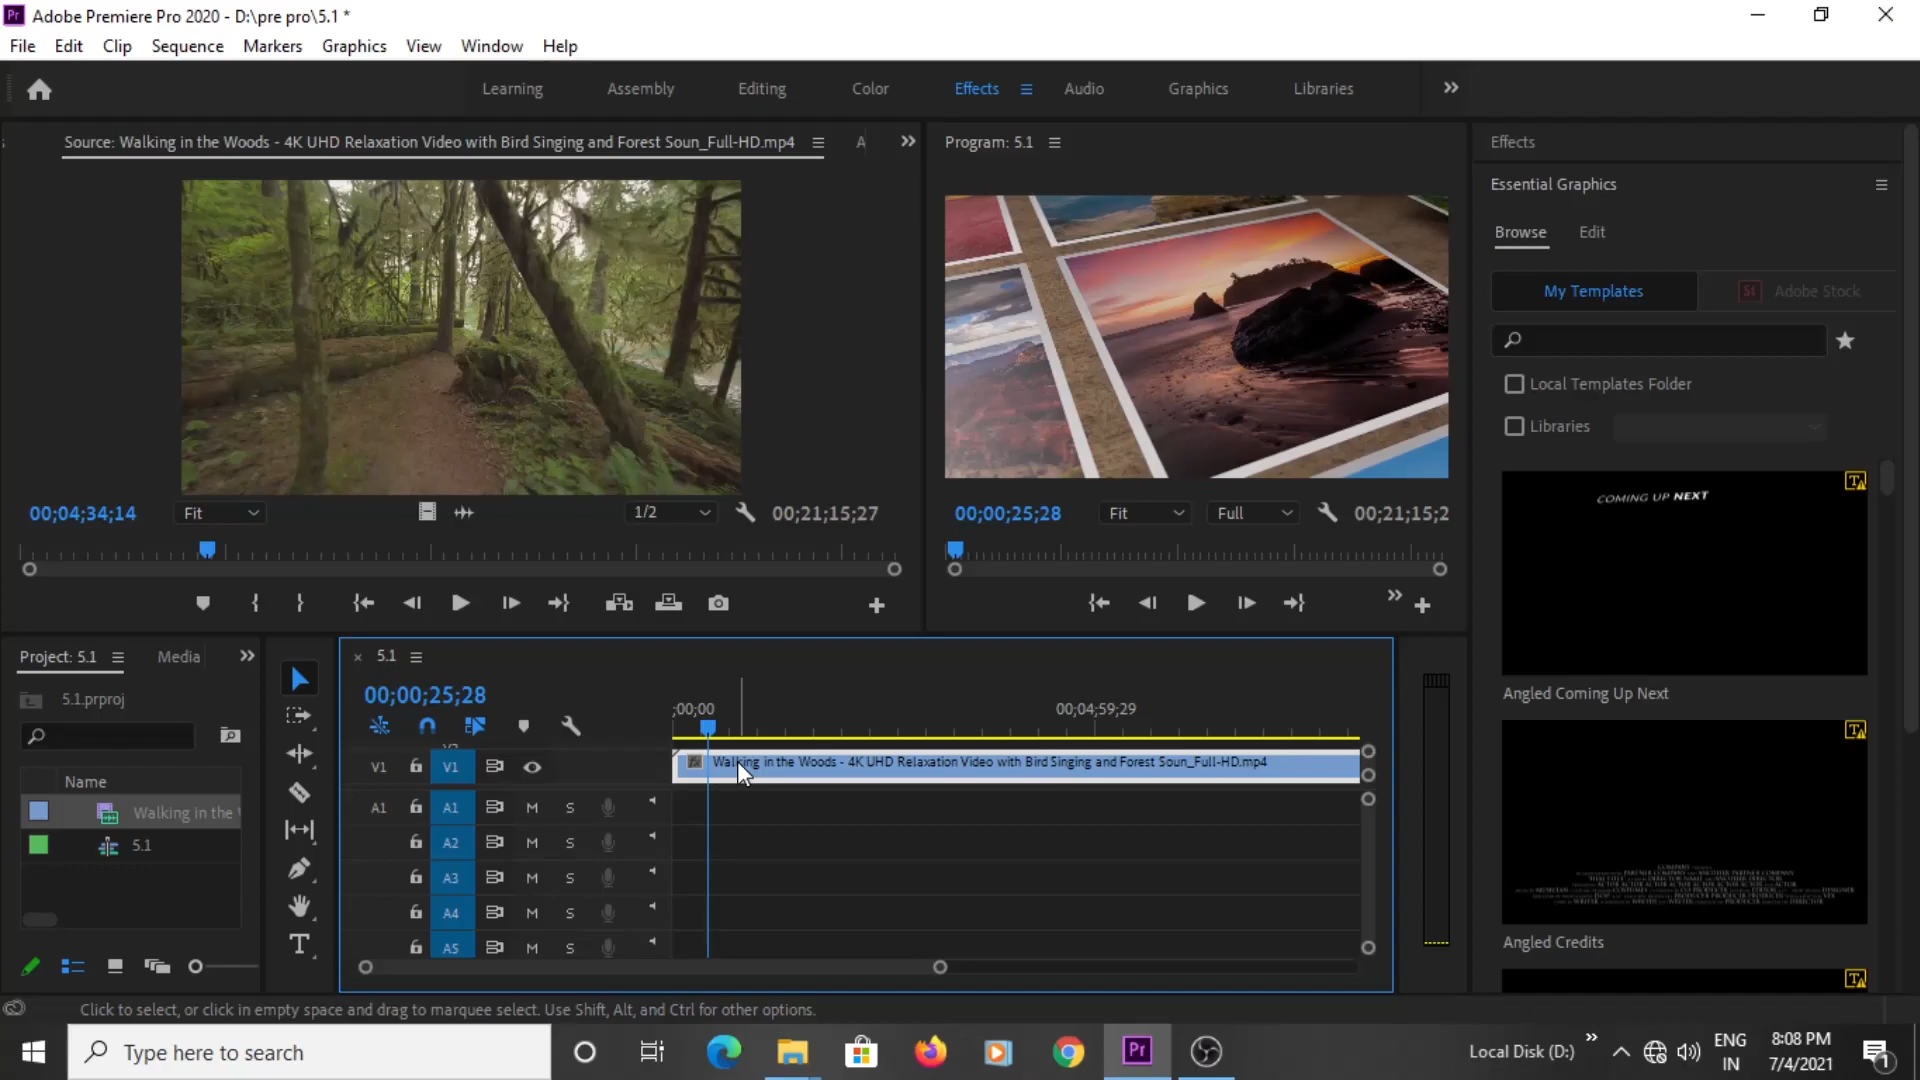 Pr Adobe Premiere Pro 2020 - D:\pre pro\5.1 *
File Edit Clip Sequence Markers Graphics View Window Help
Learning Assembly Editing Color Effects Audio Graphics Libraries
Source: Walking in the Woods - 4K UHD Relaxation Video with Bird Singing and Forest Soun_Full-HD.mp4 A
Program: 5.1
Effects
Essential Graphics
Browse Edit
My Templates St Adobe Stock
Local Templates Folder
Libraries
COMING UP NEXT
00;04;34;14 Fit 1/2 00;21;15;27
00;00;25;28 Fit Full 00;21;15;2
Angled Coming Up Next
Project: 5.1 Media
5.1.prproj
Name
Walking in the
5.1
5.1
00;00;25;28
;00;00 00;04;59;29
V1 V1 Walking in the Woods - 4K UHD Relaxation Video with Bird Singing and Forest Soun_Full-HD.mp4
A1 A1 M S
A2 M S
A3 M S
A4 M S
A5 M S
Angled Credits
Click to select, or click in empty space and drag to marquee select. Use Shift, Alt, and Ctrl for other options.
Type here to search
Pr
Local Disk (D:)
ENG
IN
8:08 PM
7/4/2021
1